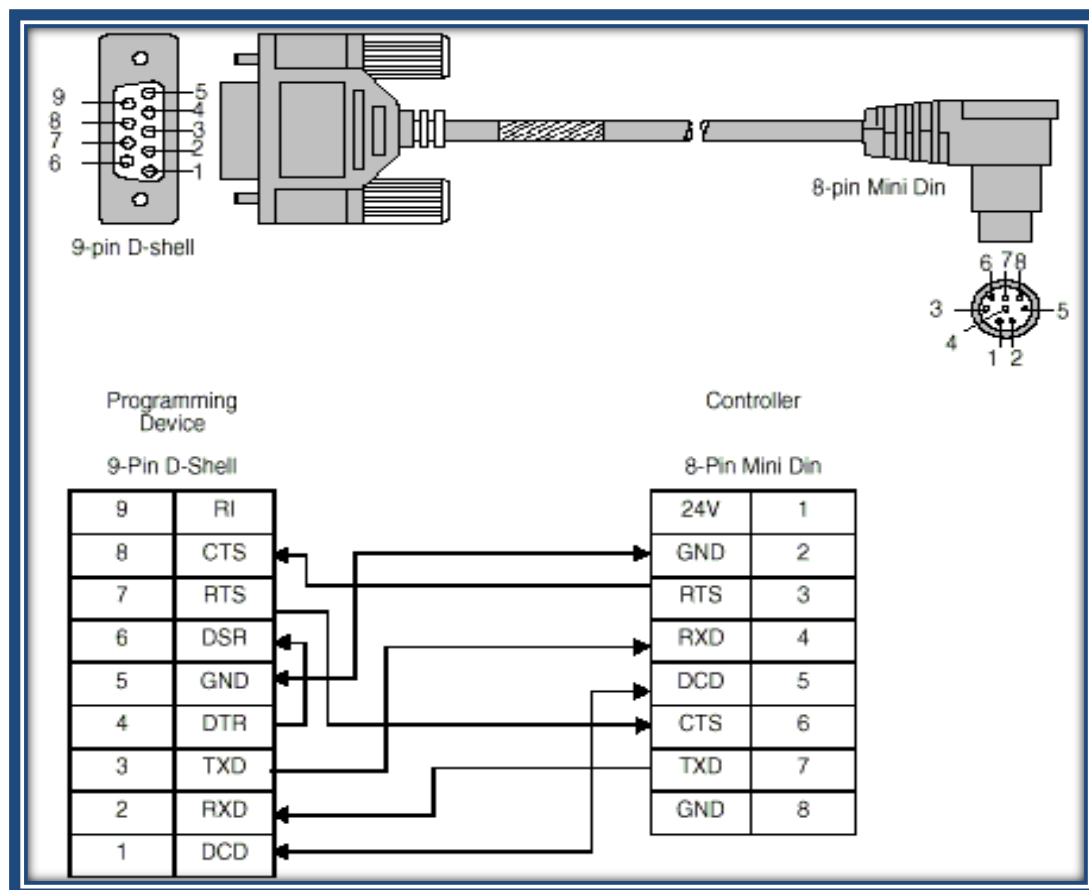 9
8
7
6
5
4
3
2
1
9-pin D-shell
8-pin Mini Din
6 7 8
3
5
4
1 2
Programming
Device
Controller
9-Pin D-Shell
8-Pin Mini Din
9 RI
24V 1
8 CTS
GND 2
7 RTS
RTS 3
6 DSR
RXD 4
5 GND
DCD 5
4 DTR
CTS 6
3 TXD
TXD 7
2 RXD
GND 8
1 DCD